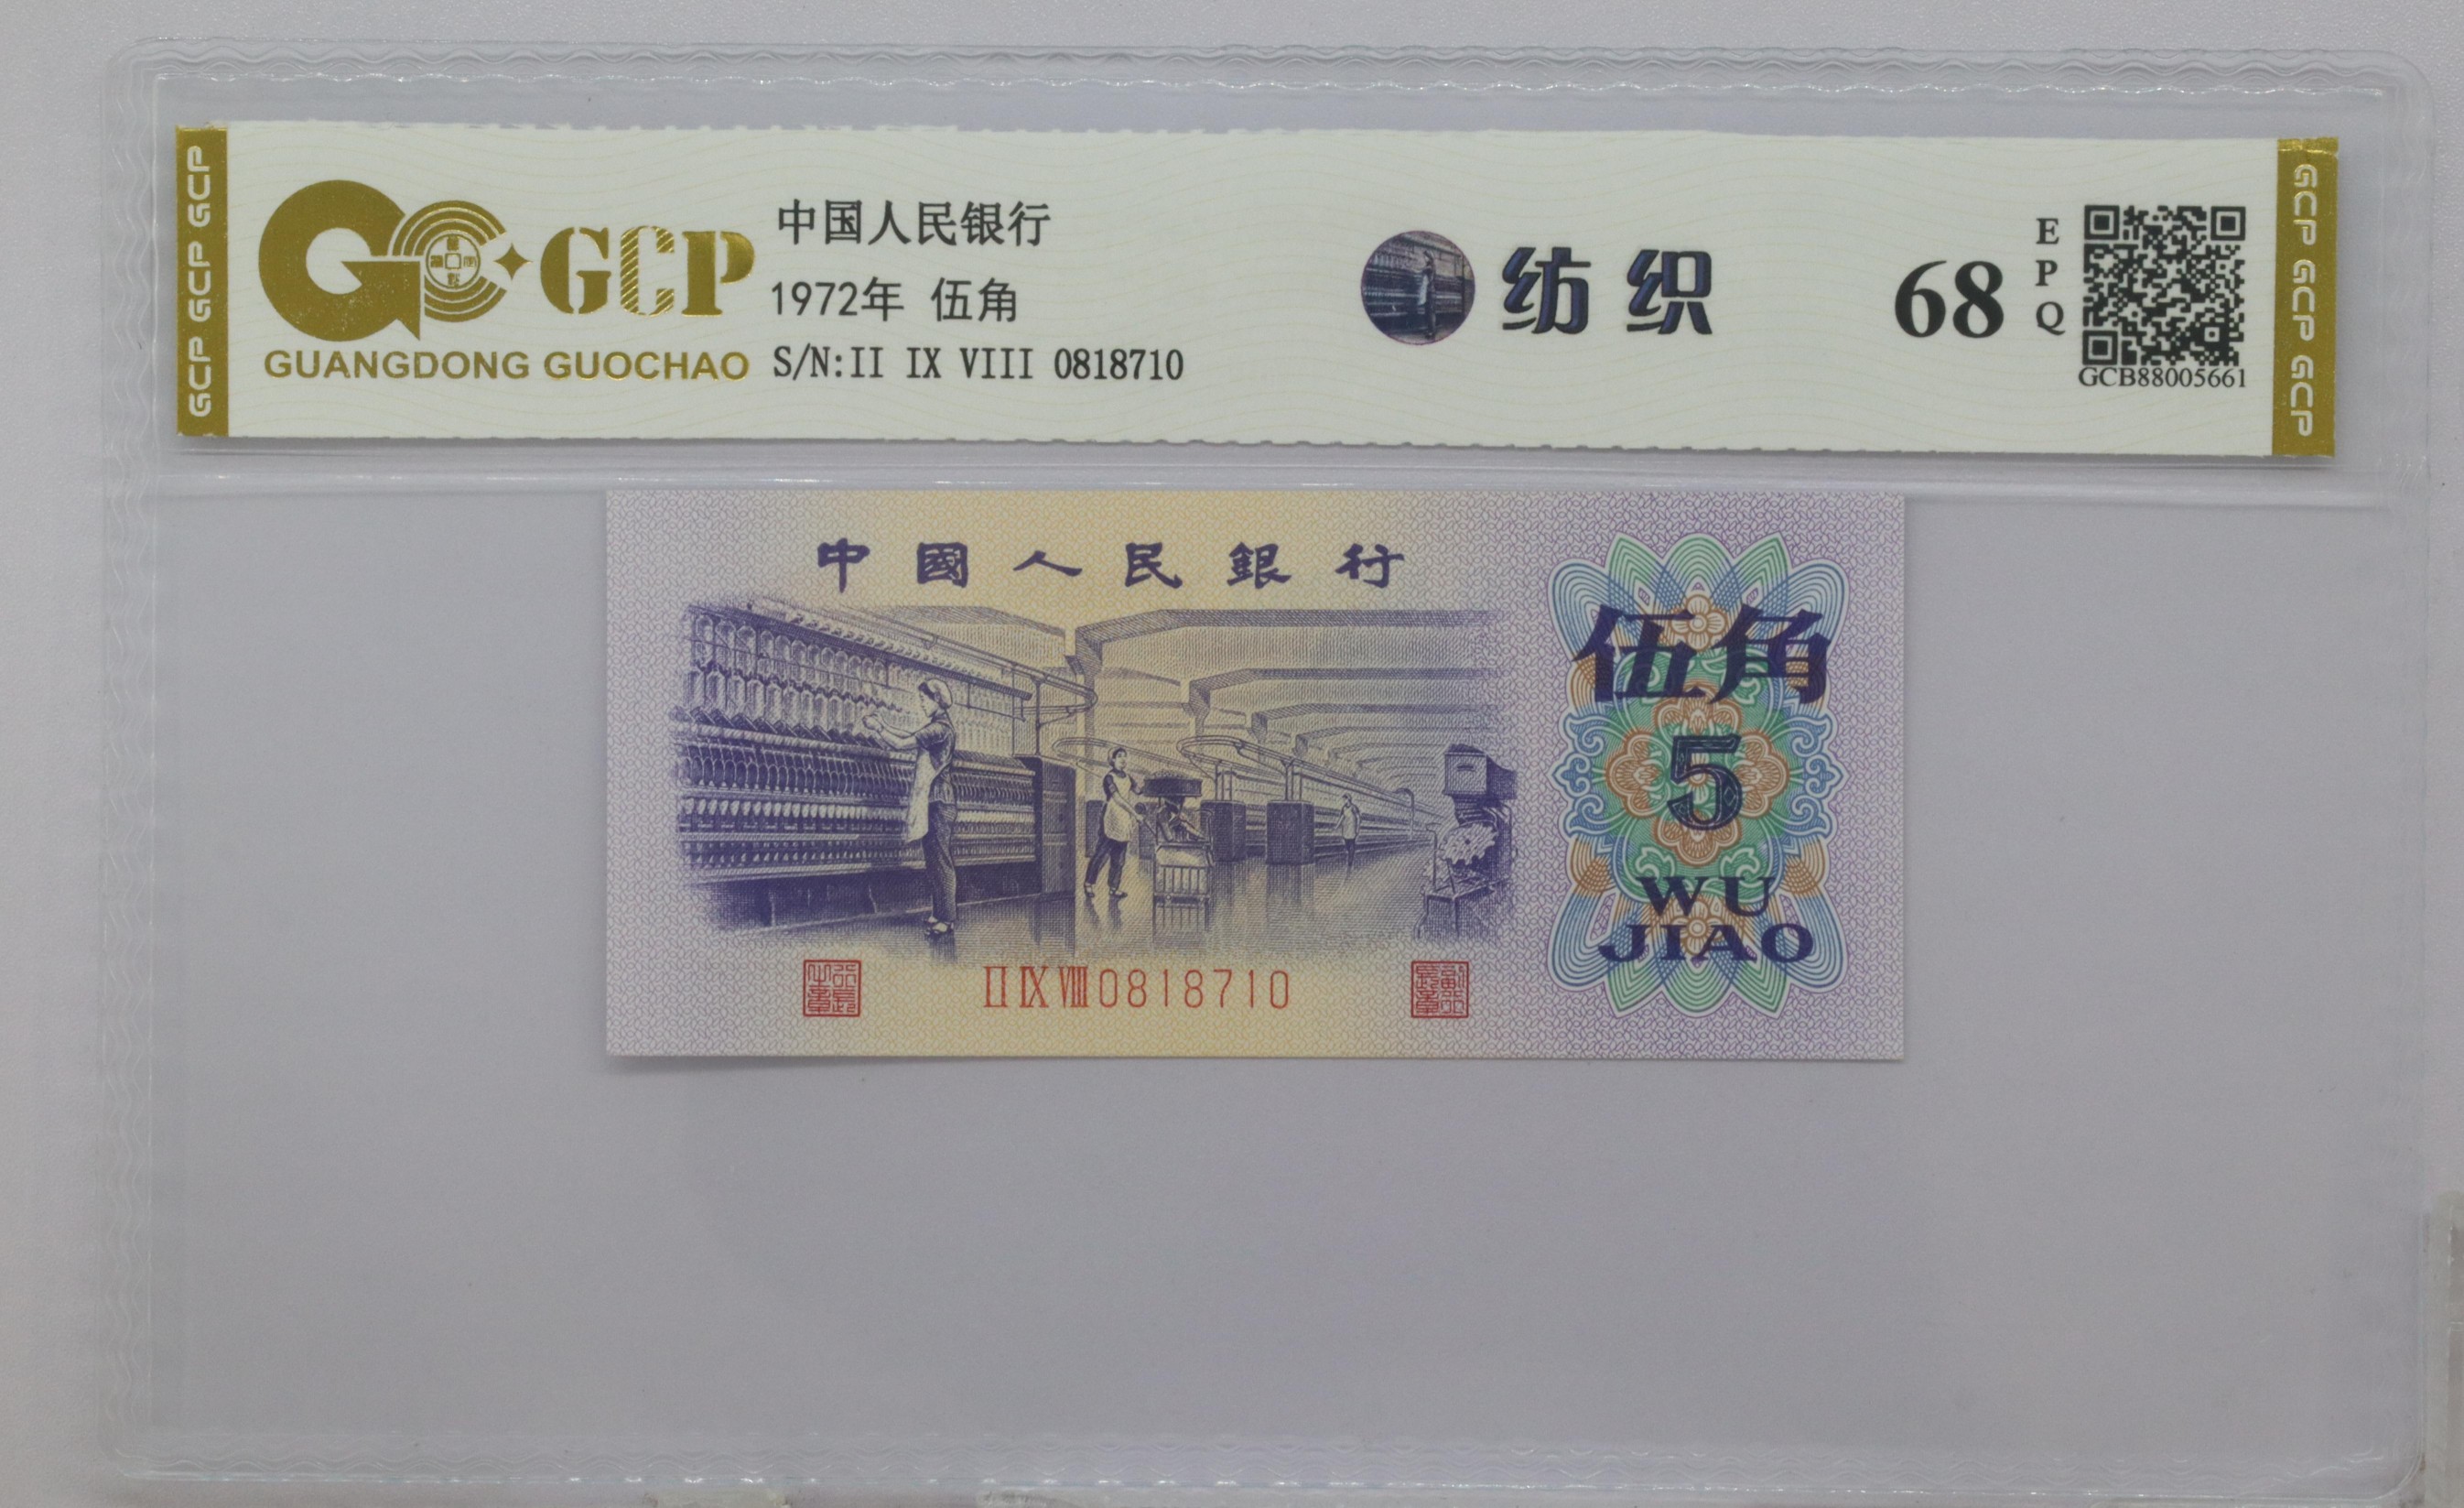 GCP GCP GCP
GCP
GUANGDONG GUOCHAO
中国人民银行
1972年 伍角
S/N:II IX VIII 0818710
纺织
68
EPQ
GCB88005661
GCP GCP GCP
中國人民銀行
伍角
5
WU
JIAO
II IX VIII 0818710